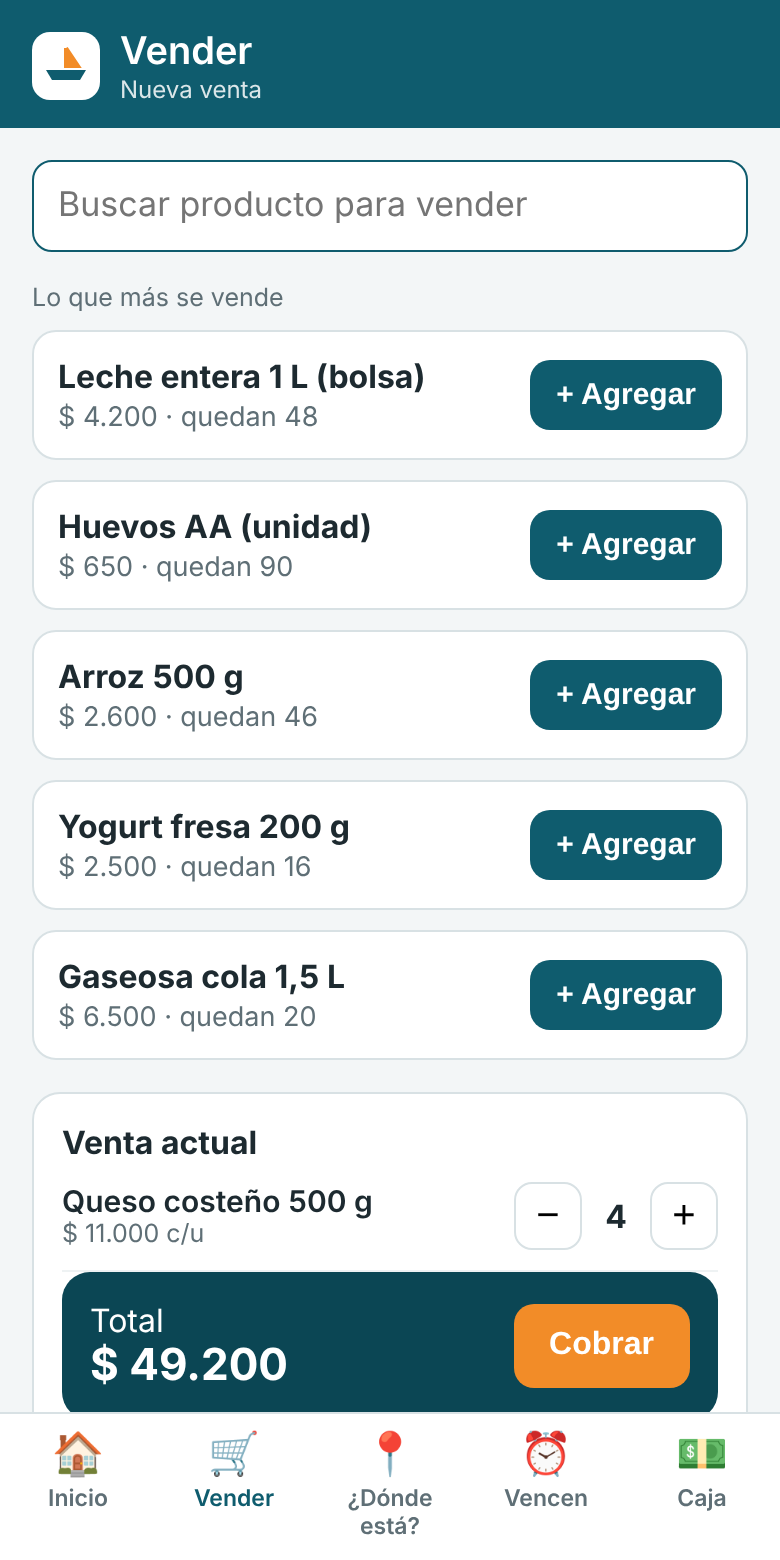 Vender
Nueva venta
Buscar producto para vender
Lo que más se vende
Leche entera 1 L (bolsa)
$ 4.200 · quedan 48
+ Agregar
Huevos AA (unidad)
$ 650 · quedan 90
+ Agregar
Arroz 500 g
$ 2.600 · quedan 46
+ Agregar
Yogurt fresa 200 g
$ 2.500 · quedan 16
+ Agregar
Gaseosa cola 1,5 L
$ 6.500 · quedan 20
+ Agregar
Venta actual
Queso costeño 500 g
$ 11.000 c/u
− 4 +
Total
$ 49.200
Cobrar
Inicio
Vender
¿Dónde
está?
Vencen
Caja